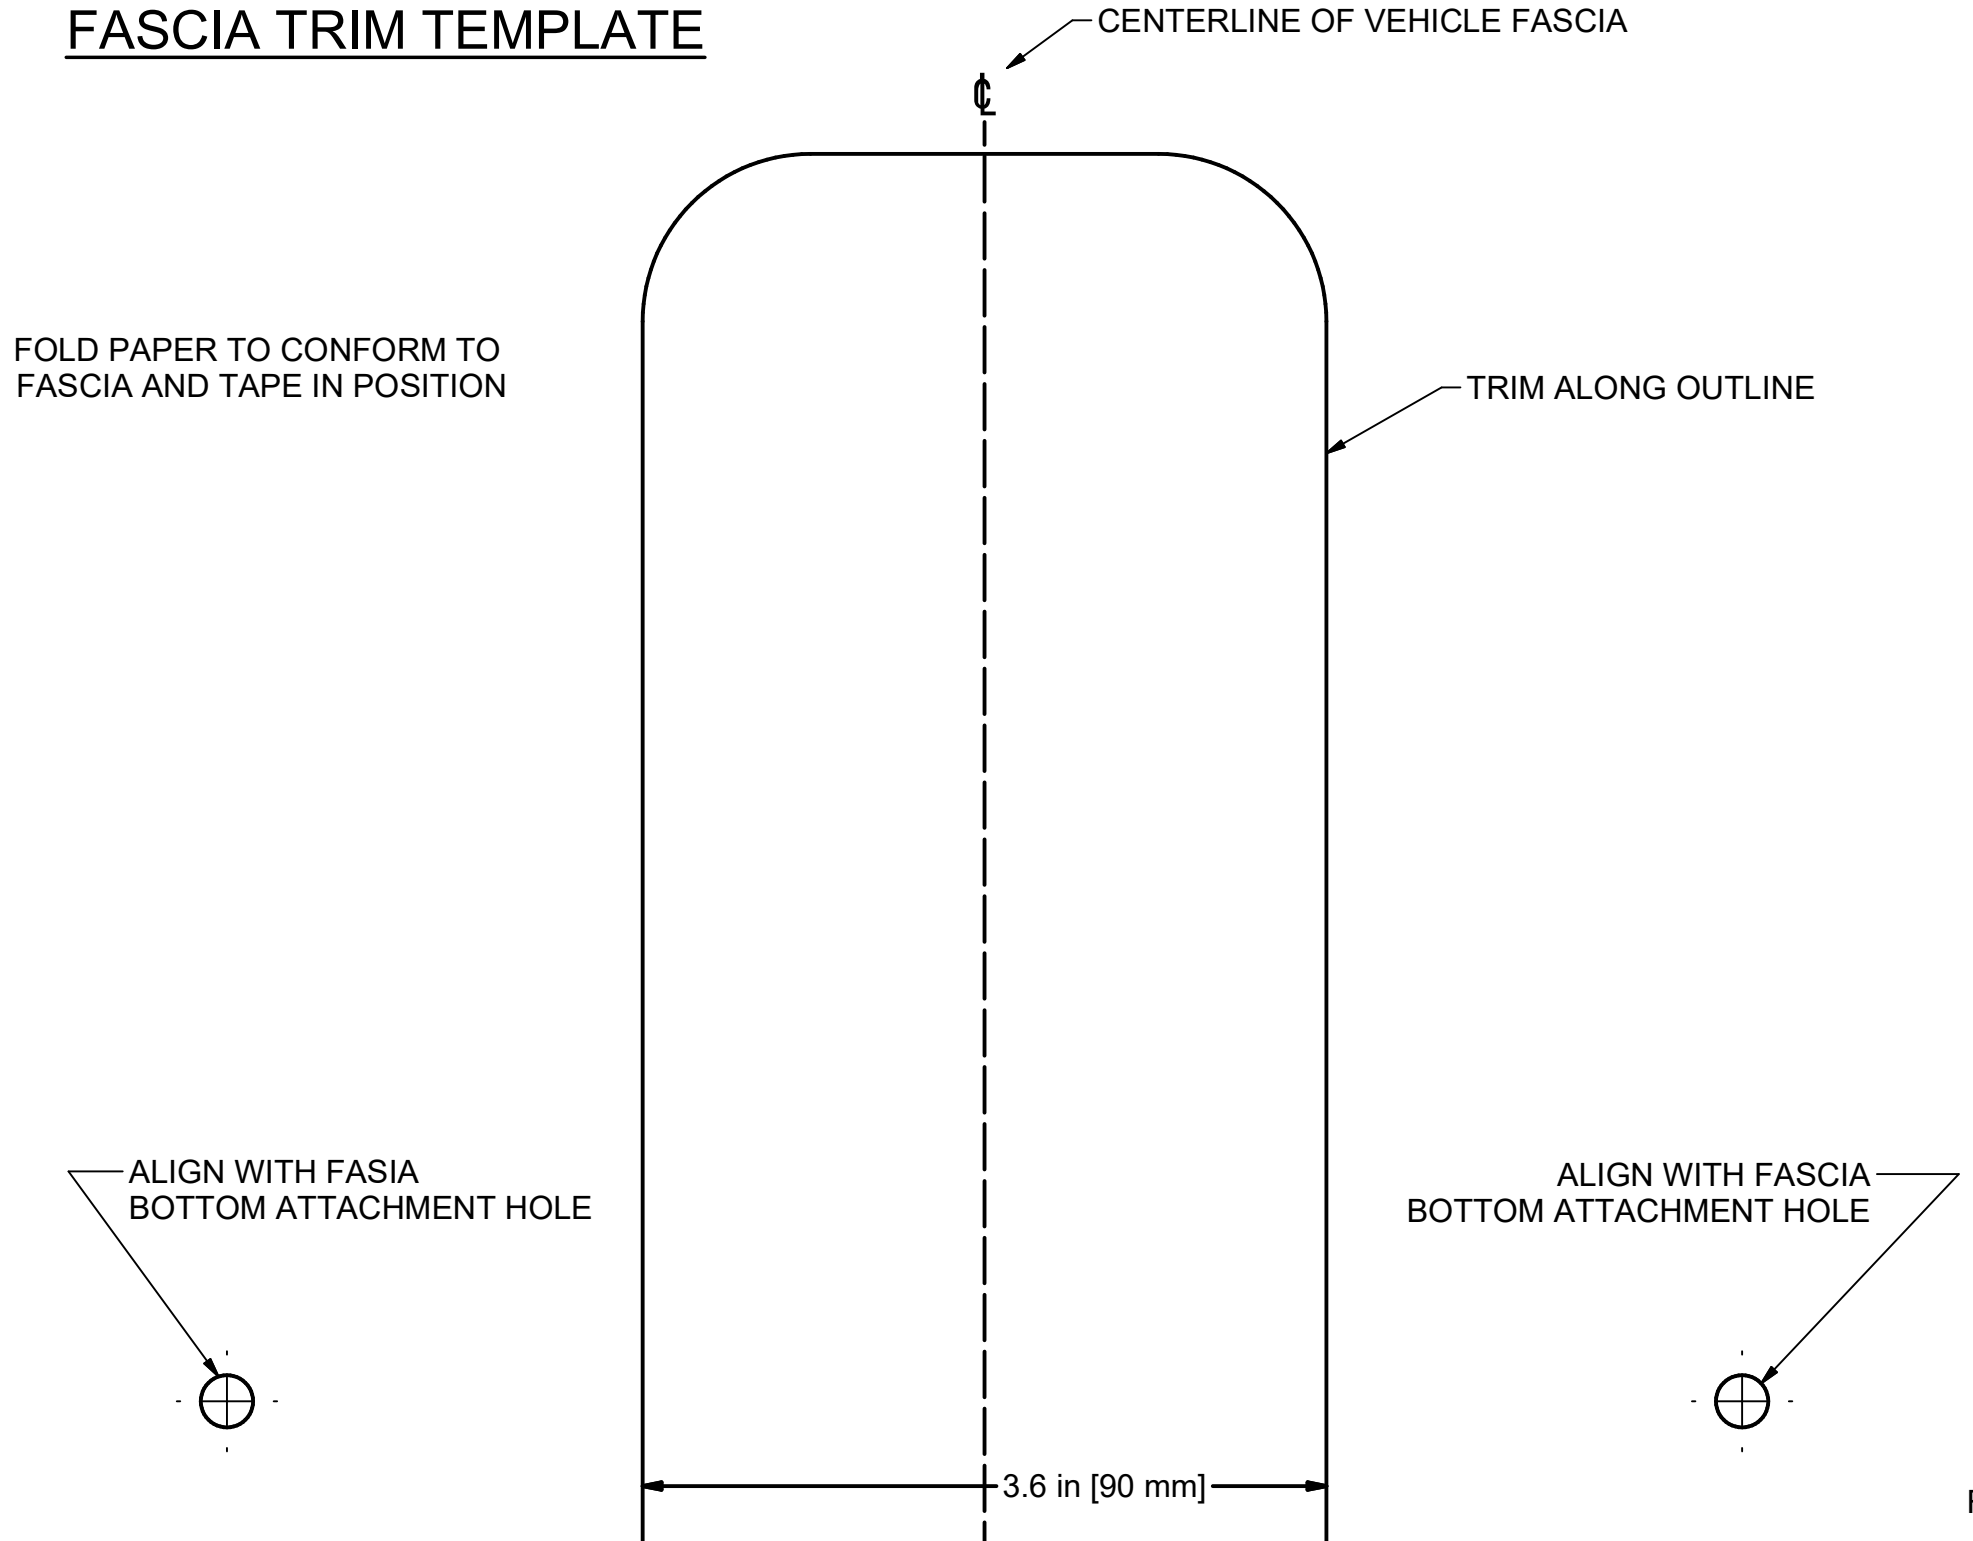 FASCIA TRIM TEMPLATE
CENTERLINE OF VEHICLE FASCIA
℄
FOLD PAPER TO CONFORM TO
FASCIA AND TAPE IN POSITION
TRIM ALONG OUTLINE
ALIGN WITH FASIA
BOTTOM ATTACHMENT HOLE
ALIGN WITH FASCIA
BOTTOM ATTACHMENT HOLE
3.6 in [90 mm]